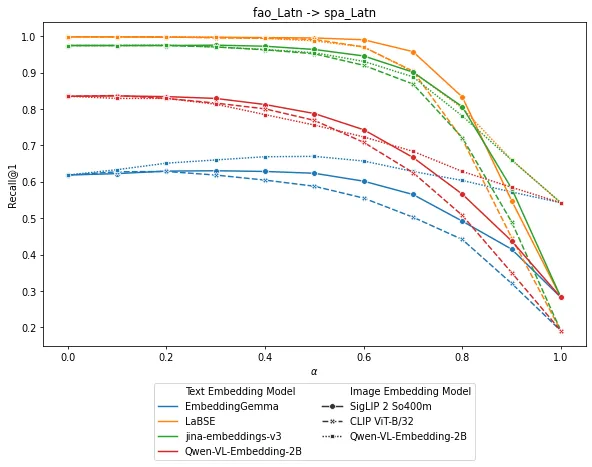 fao_Latn -> spa_Latn
1.0
0.9
0.8
0.7
0.6
0.5
0.4
0.3
0.2
Recall@1
0.0 0.2 0.4 0.6 0.8 1.0
α
Text Embedding Model
EmbeddingGemma
LaBSE
jina-embeddings-v3
Qwen-VL-Embedding-2B
Image Embedding Model
SigLIP 2 So400m
CLIP ViT-B/32
Qwen-VL-Embedding-2B